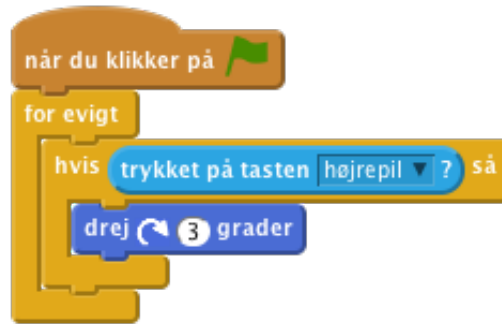 når du klikker på
for evigt
hvis trykket på tasten højrepil ? så
drej 3 grader